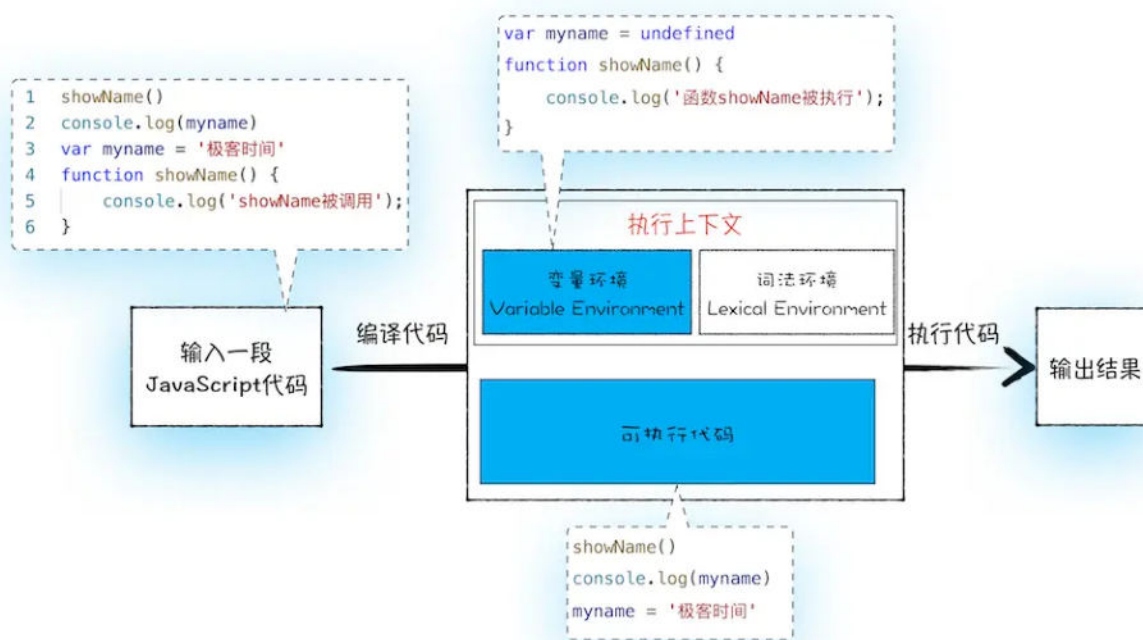 var myname = undefined
function showName() {
    console.log('函数showName被执行');
}
1 showName()
2 console.log(myname)
3 var myname = '极客时间'
4 function showName() {
5     console.log('showName被调用');
6 }
执行上下文
变量环境
Variable Environment
词法环境
Lexical Environment
输入一段
JavaScript代码
编译代码
执行代码
输出结果
可执行代码
showName()
console.log(myname)
myname = '极客时间'